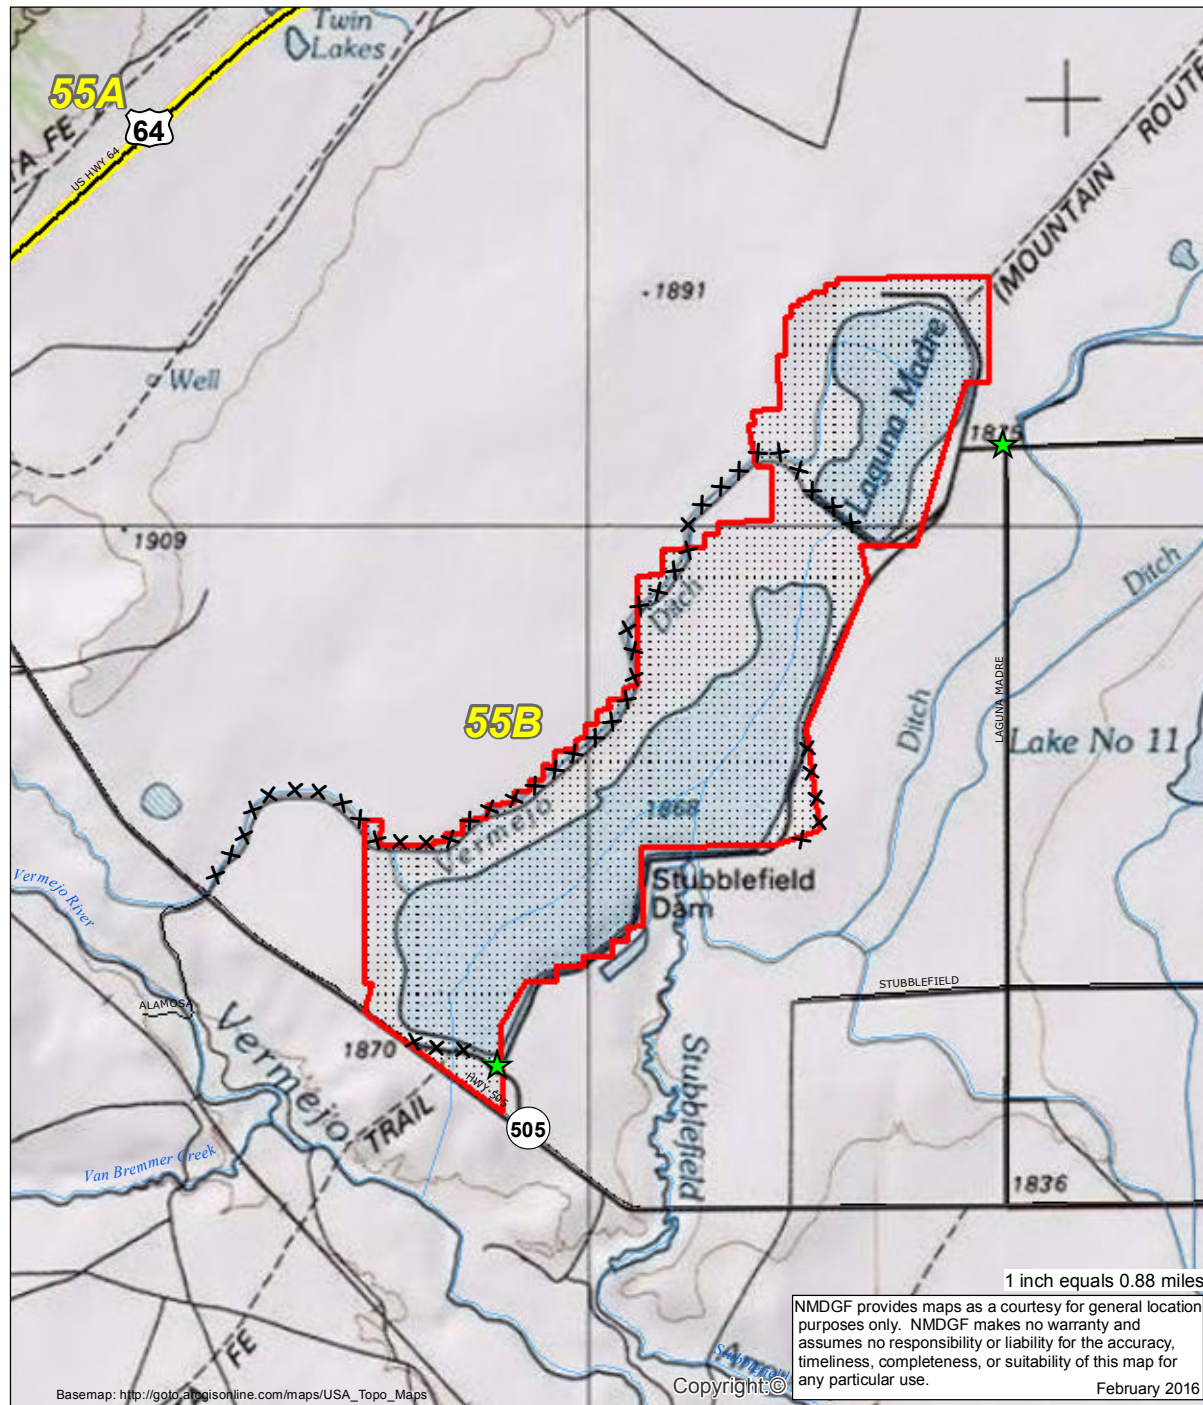 Twin
Lakes
55A
64
US HWY 64
TA FE
ROUTE
(MOUNTAIN
1891
Laguna Madre
Well
1875
1909
Ditch
Ditch
55B
LAGUNA MADRE
Ditch
Lake No 11
1868
Vermejo
Stubblefield
Dam
Vermejo River
STUBBLEFIELD
ALAMOSA
1870
Vermejo
Stubblefield
HWY-505
TRAIL
505
Van Bremmer Creek
1836
FE
1 inch equals 0.88 miles
NMDGF provides maps as a courtesy for general location
purposes only. NMDGF makes no warranty and
assumes no responsibility or liability for the accuracy,
timeliness, completeness, or suitability of this map for
any particular use.
February 2016
Stubblefield
Copyright:©
Basemap: http://goto.arcgisonline.com/maps/USA_Topo_Maps